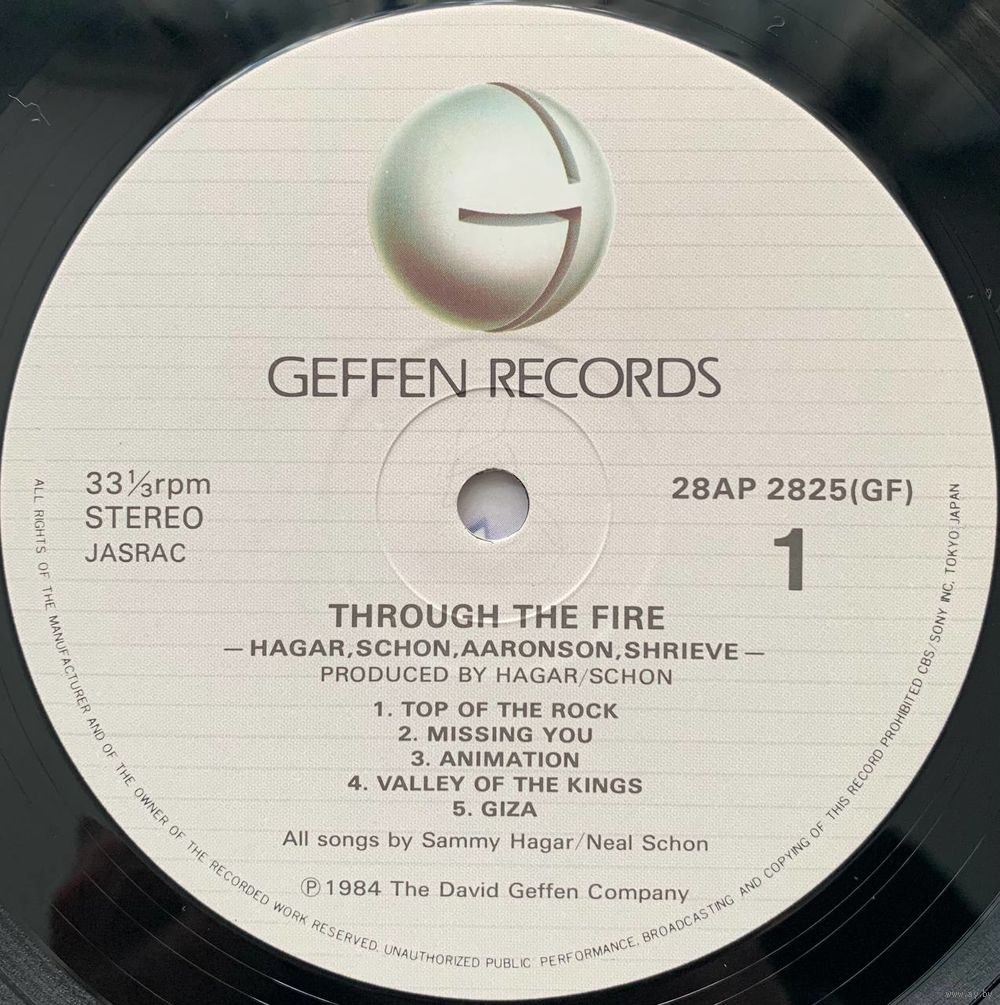 GEFFEN RECORDS
33⅓rpm
STEREO
JASRAC
28AP 2825(GF)
1
THROUGH THE FIRE
—HAGAR,SCHON,AARONSON,SHRIEVE—
PRODUCED BY HAGAR/SCHON
1. TOP OF THE ROCK
2. MISSING YOU
3. ANIMATION
4. VALLEY OF THE KINGS
5. GIZA
All songs by Sammy Hagar/Neal Schon
Ⓟ1984 The David Geffen Company
ALL RIGHTS OF THE MANUFACTURER AND OF THE OWNER OF THE RECORDED WORK RESERVED. UNAUTHORIZED PUBLIC PERFORMANCE, BROADCASTING AND COPYING OF THIS RECORD PROHIBITED CBS/SONY INC. TOKYO JAPAN
www.ay.by